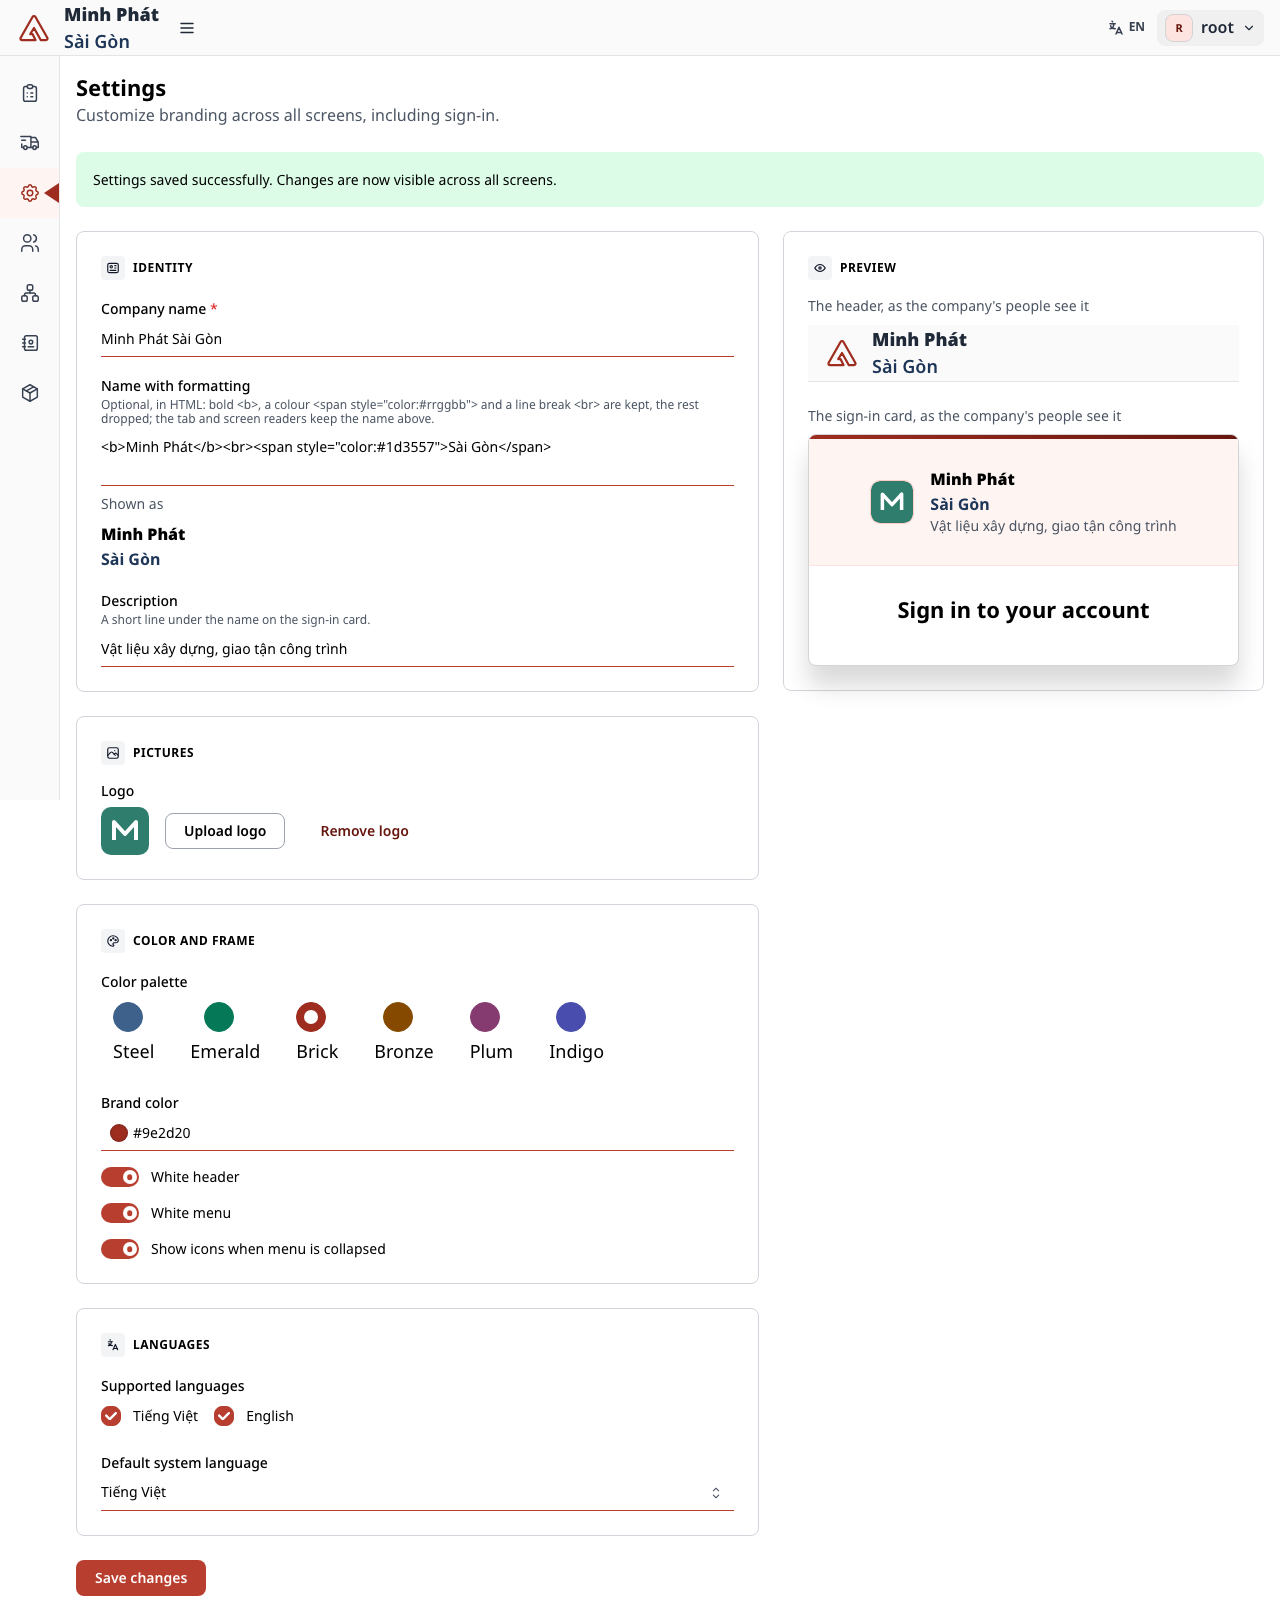 Minh Phát
Sài Gòn
EN
R
root
Settings
Customize branding across all screens, including sign-in.
Settings saved successfully. Changes are now visible across all screens.
IDENTITY
Company name *
Minh Phát Sài Gòn
Name with formatting
Optional, in HTML: bold <b>, a colour <span style="color:#rrggbb"> and a line break <br> are kept, the rest
dropped; the tab and screen readers keep the name above.
<b>Minh Phát</b><br><span style="color:#1d3557">Sài Gòn</span>
Shown as
Minh Phát
Sài Gòn
Description
A short line under the name on the sign-in card.
Vật liệu xây dựng, giao tận công trình
PREVIEW
The header, as the company's people see it
Minh Phát
Sài Gòn
The sign-in card, as the company's people see it
M
Minh Phát
Sài Gòn
Vật liệu xây dựng, giao tận công trình
Sign in to your account
PICTURES
Logo
M
Upload logo
Remove logo
COLOR AND FRAME
Color palette
Steel
Emerald
Brick
Bronze
Plum
Indigo
Brand color
#9e2d20
White header
White menu
Show icons when menu is collapsed
LANGUAGES
Supported languages
Tiếng Việt
English
Default system language
Tiếng Việt
Save changes